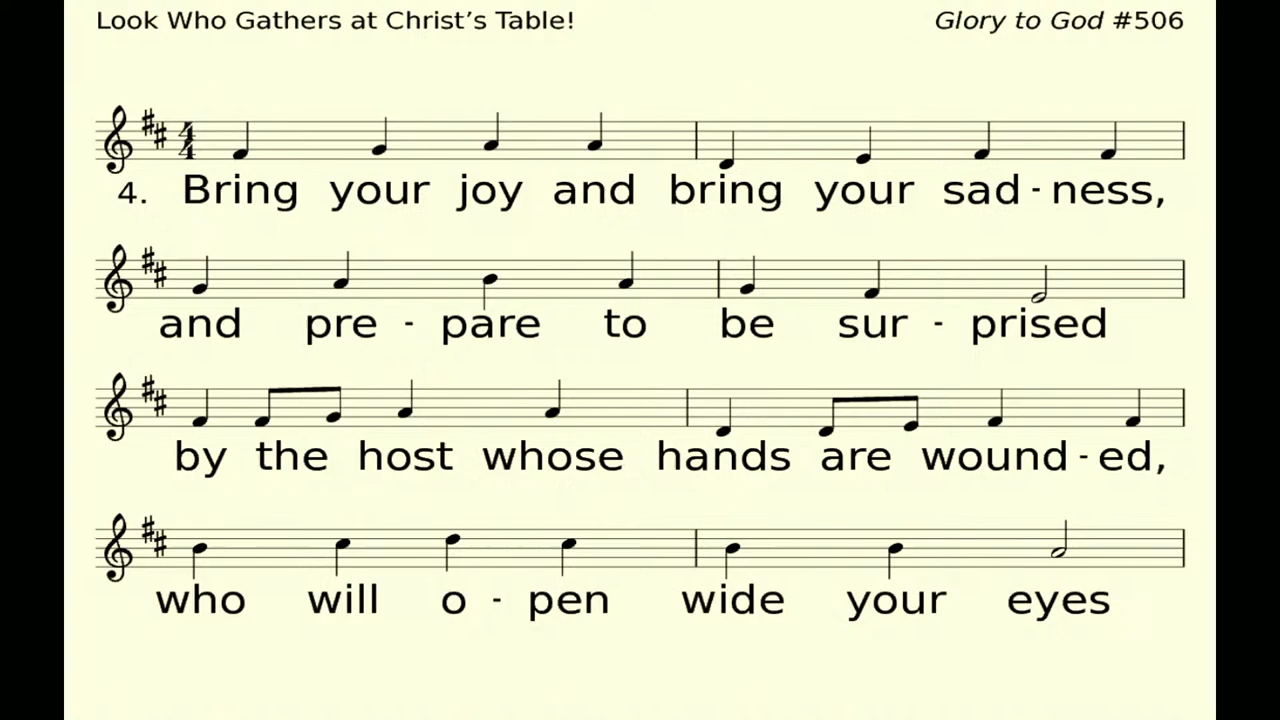 Look Who Gathers at Christ’s Table!
Glory to God #506
4. Bring your joy and bring your sad - ness,
and pre - pare to be sur - prised
by the host whose hands are wound - ed,
who will o - pen wide your eyes